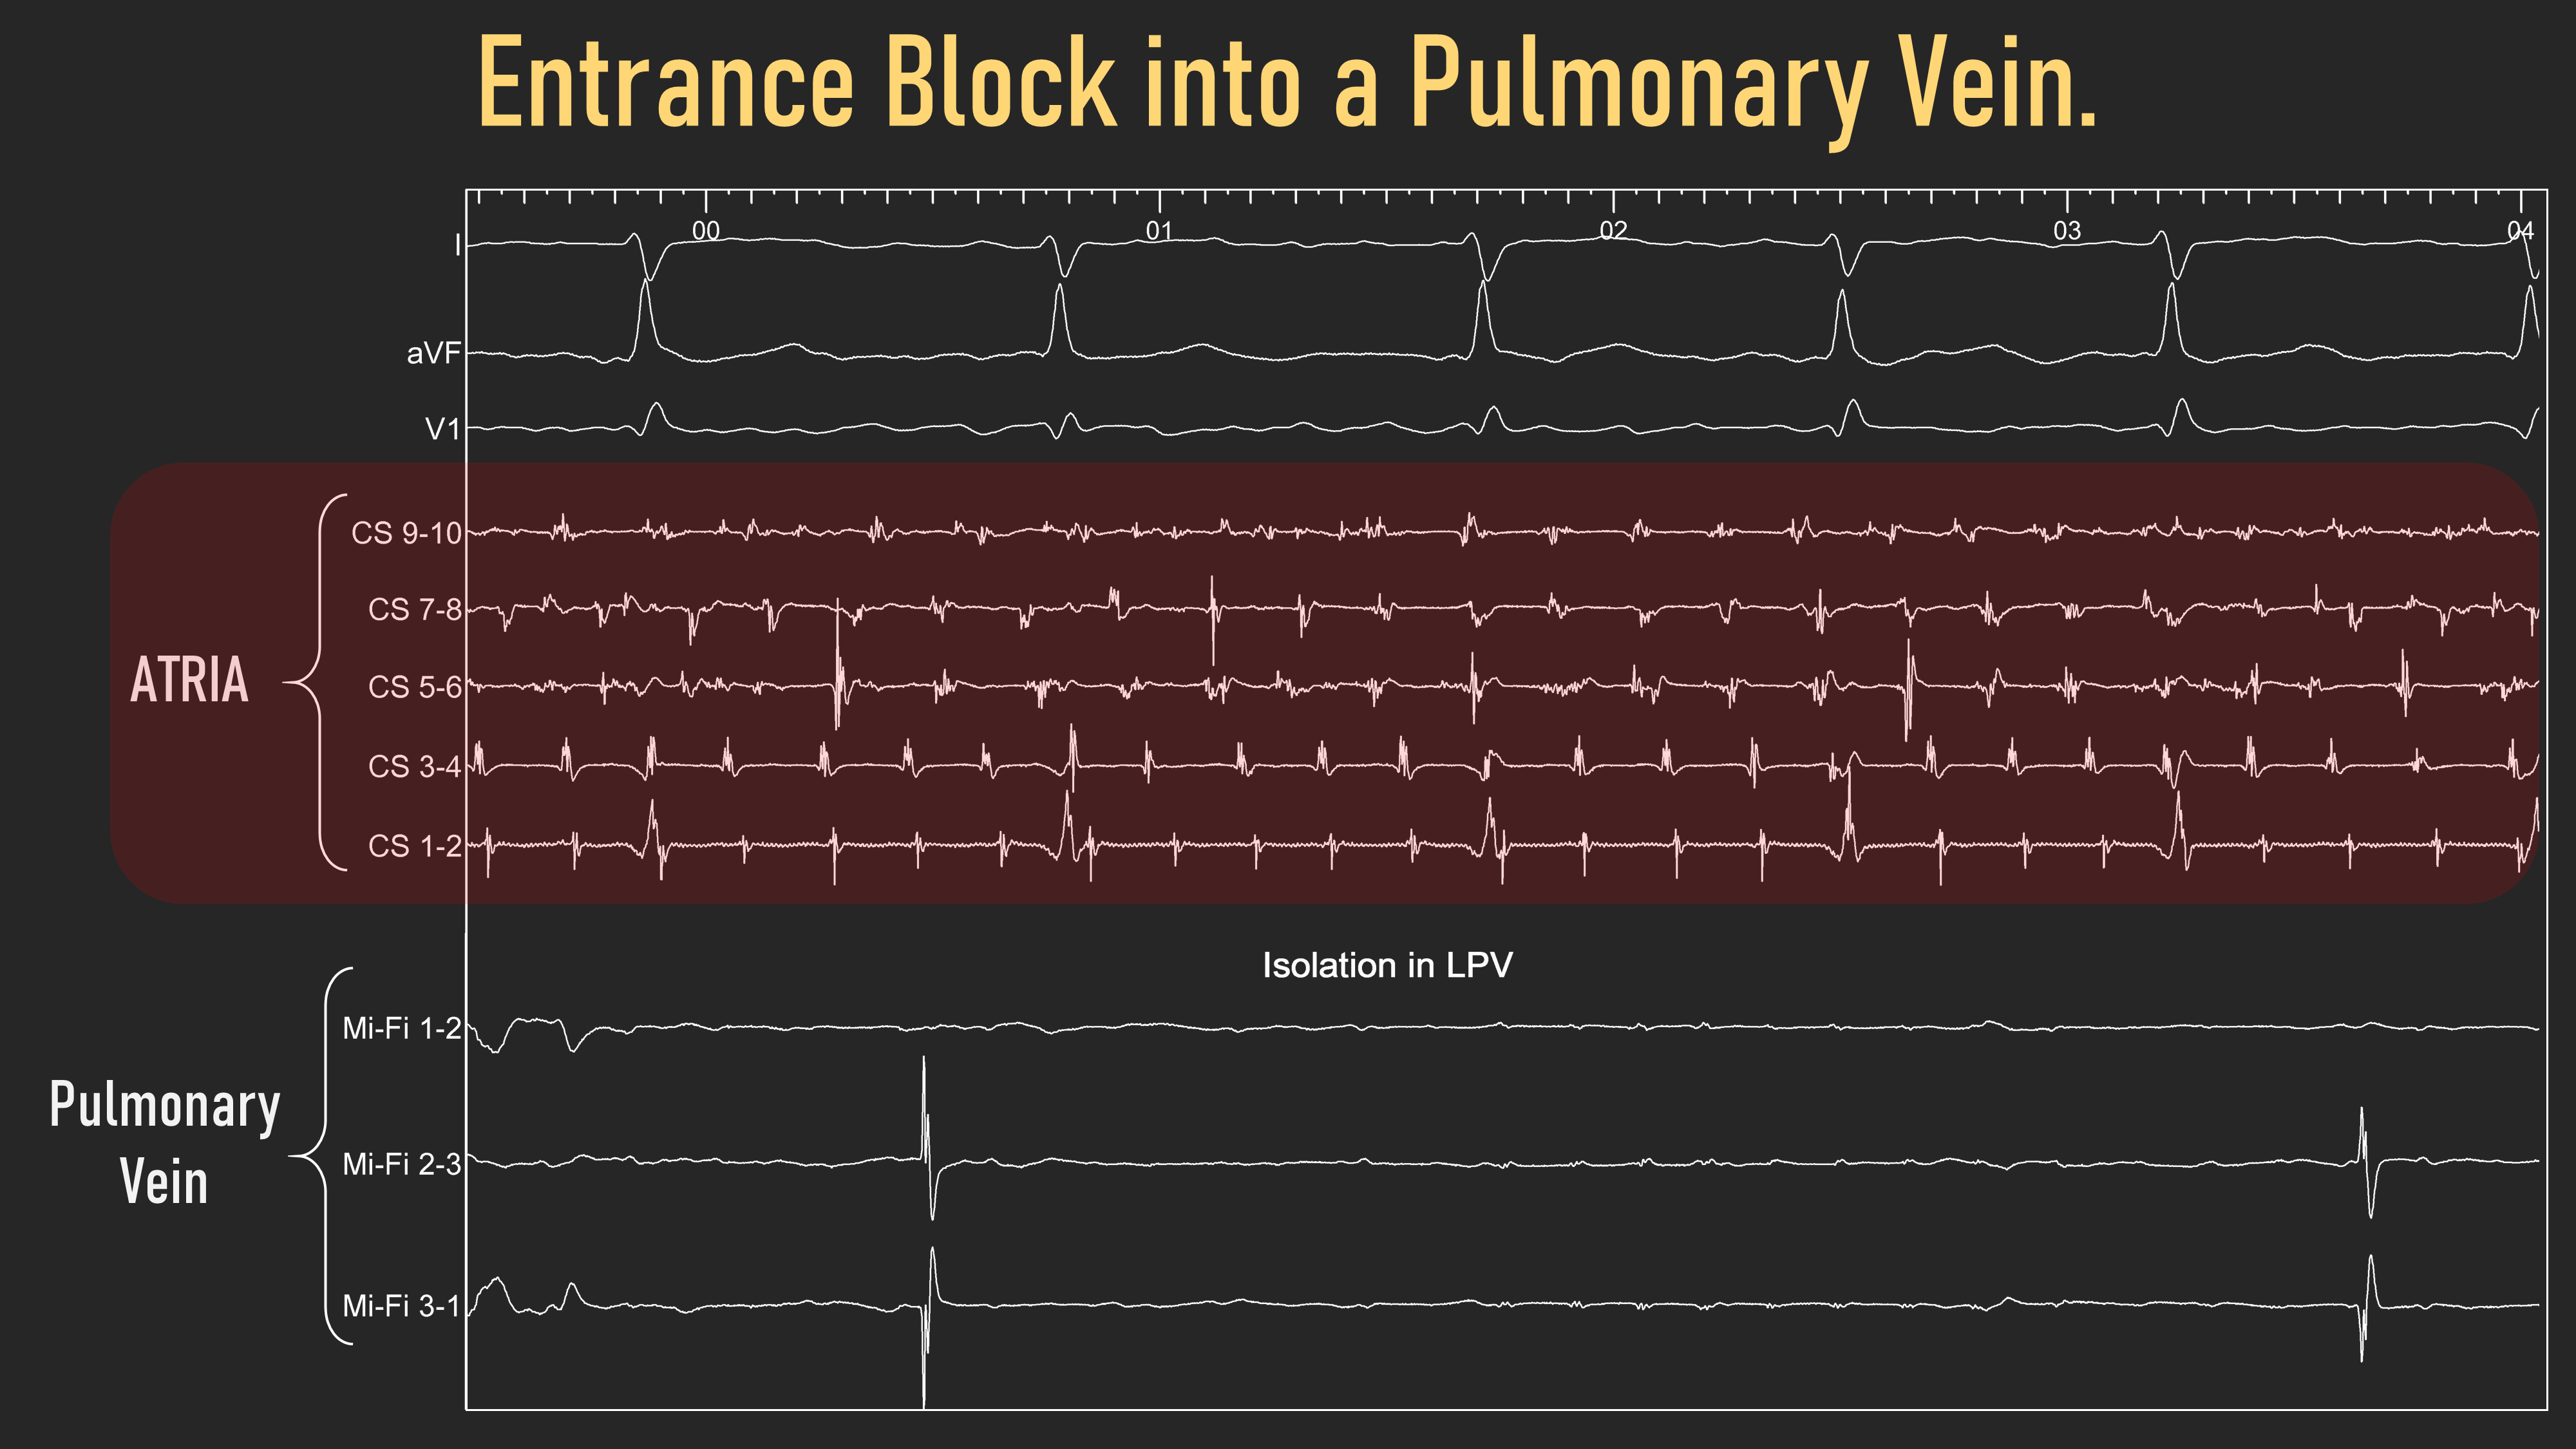 Entrance Block into a Pulmonary Vein.
00 01 02 03 04
I
aVF
V1
ATRIA
CS 9-10
CS 7-8
CS 5-6
CS 3-4
CS 1-2
Isolation in LPV
Pulmonary
Vein
Mi-Fi 1-2
Mi-Fi 2-3
Mi-Fi 3-1